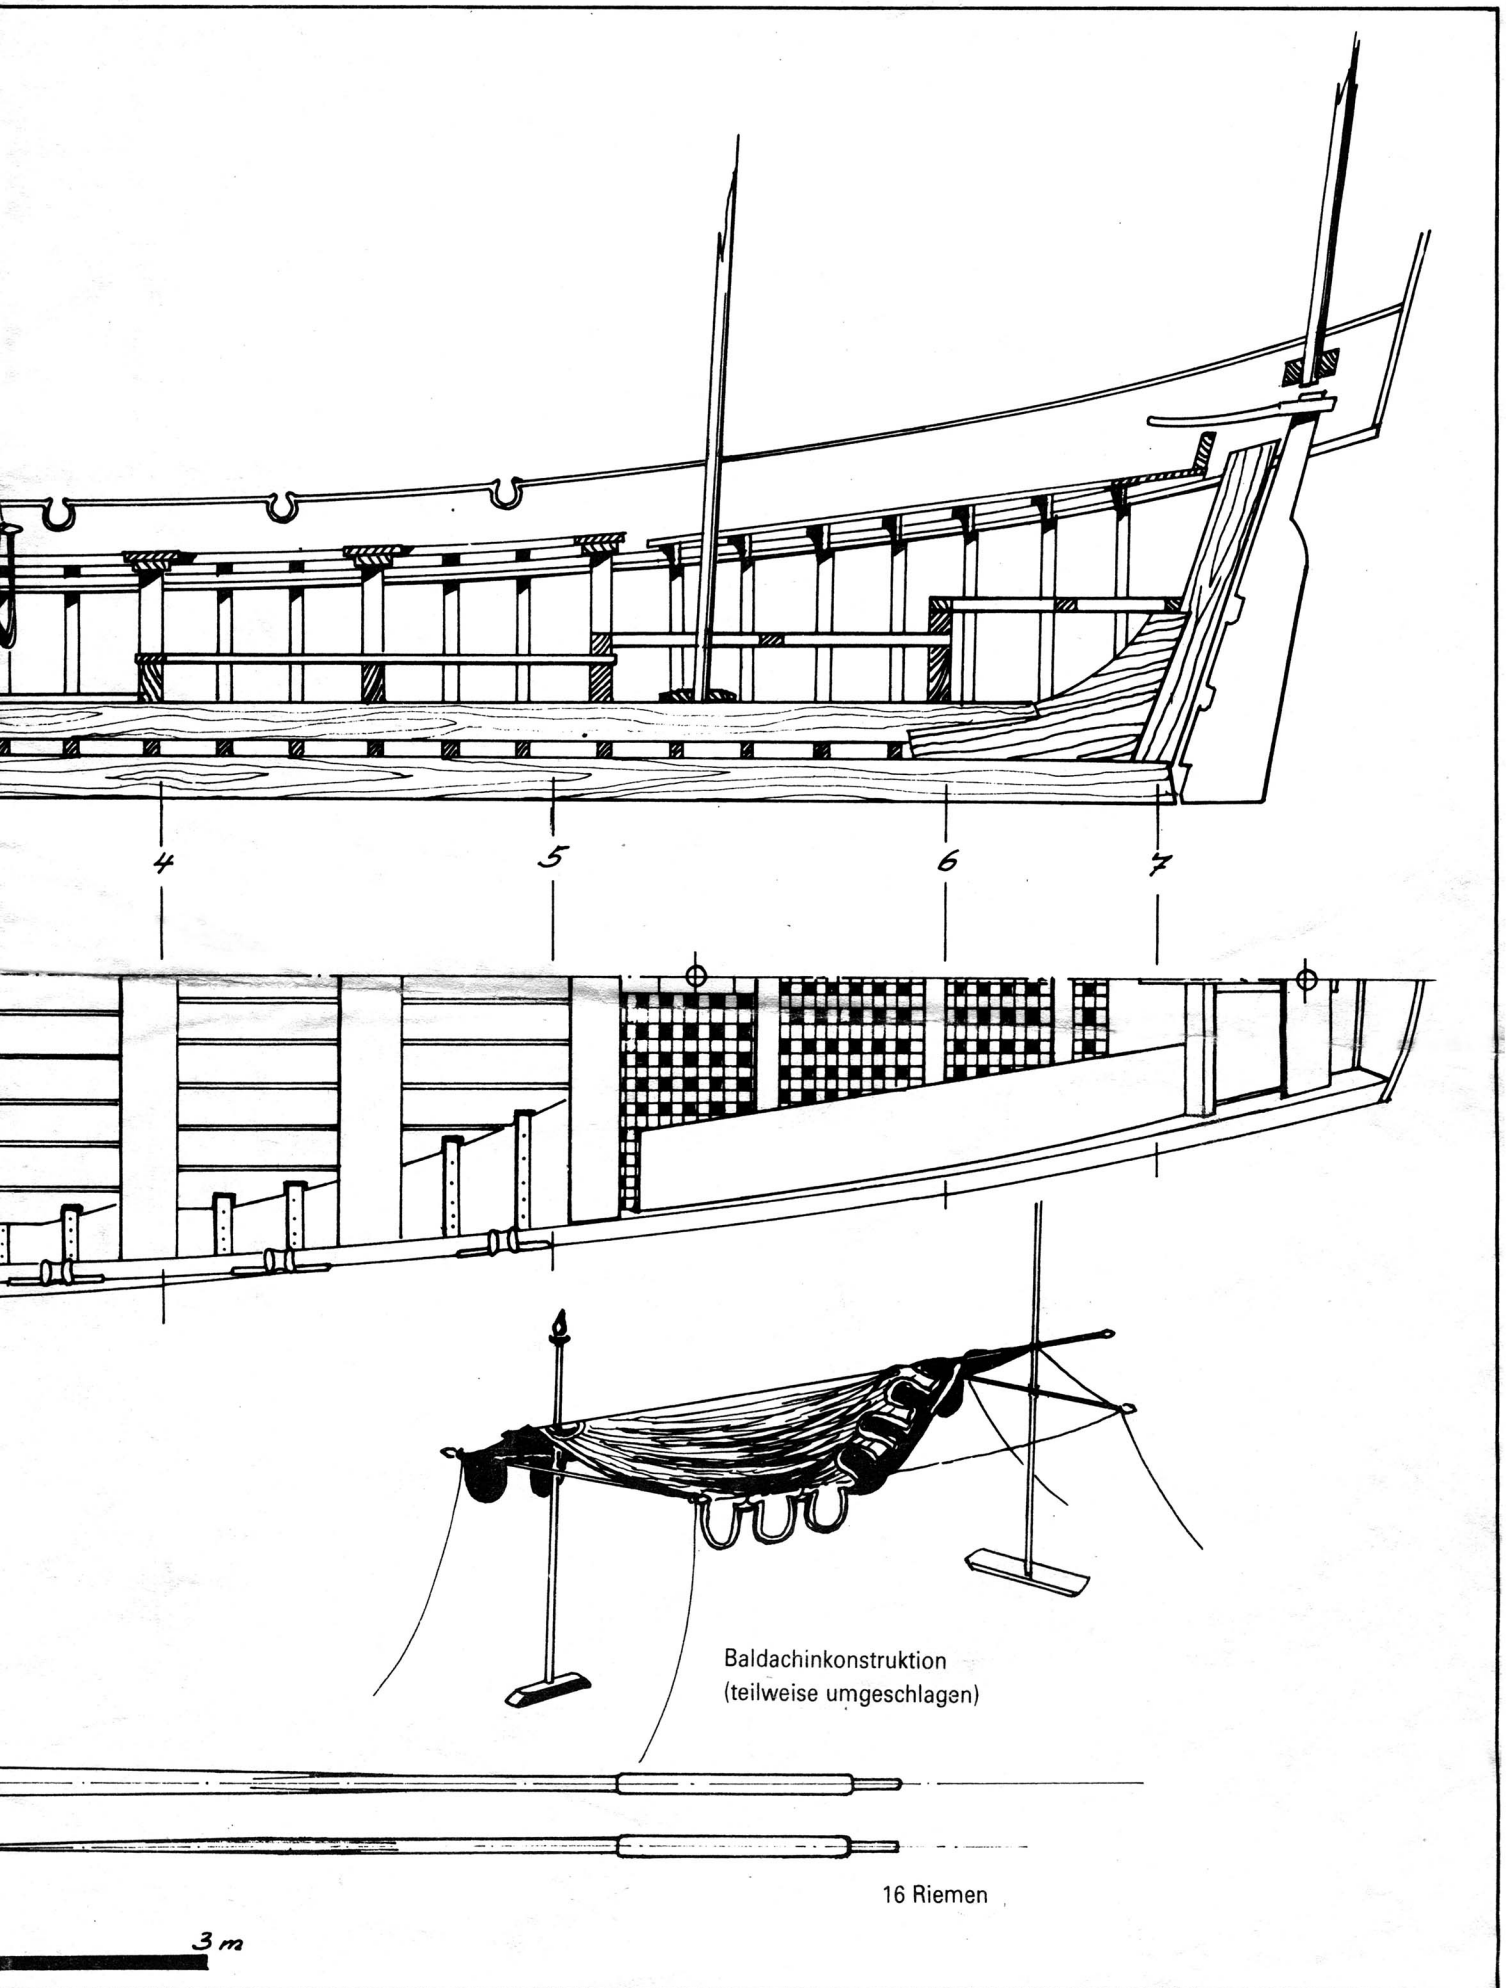 4 5 6 7
Baldachinkonstruktion
(teilweise umgeschlagen)
16 Riemen
3 m